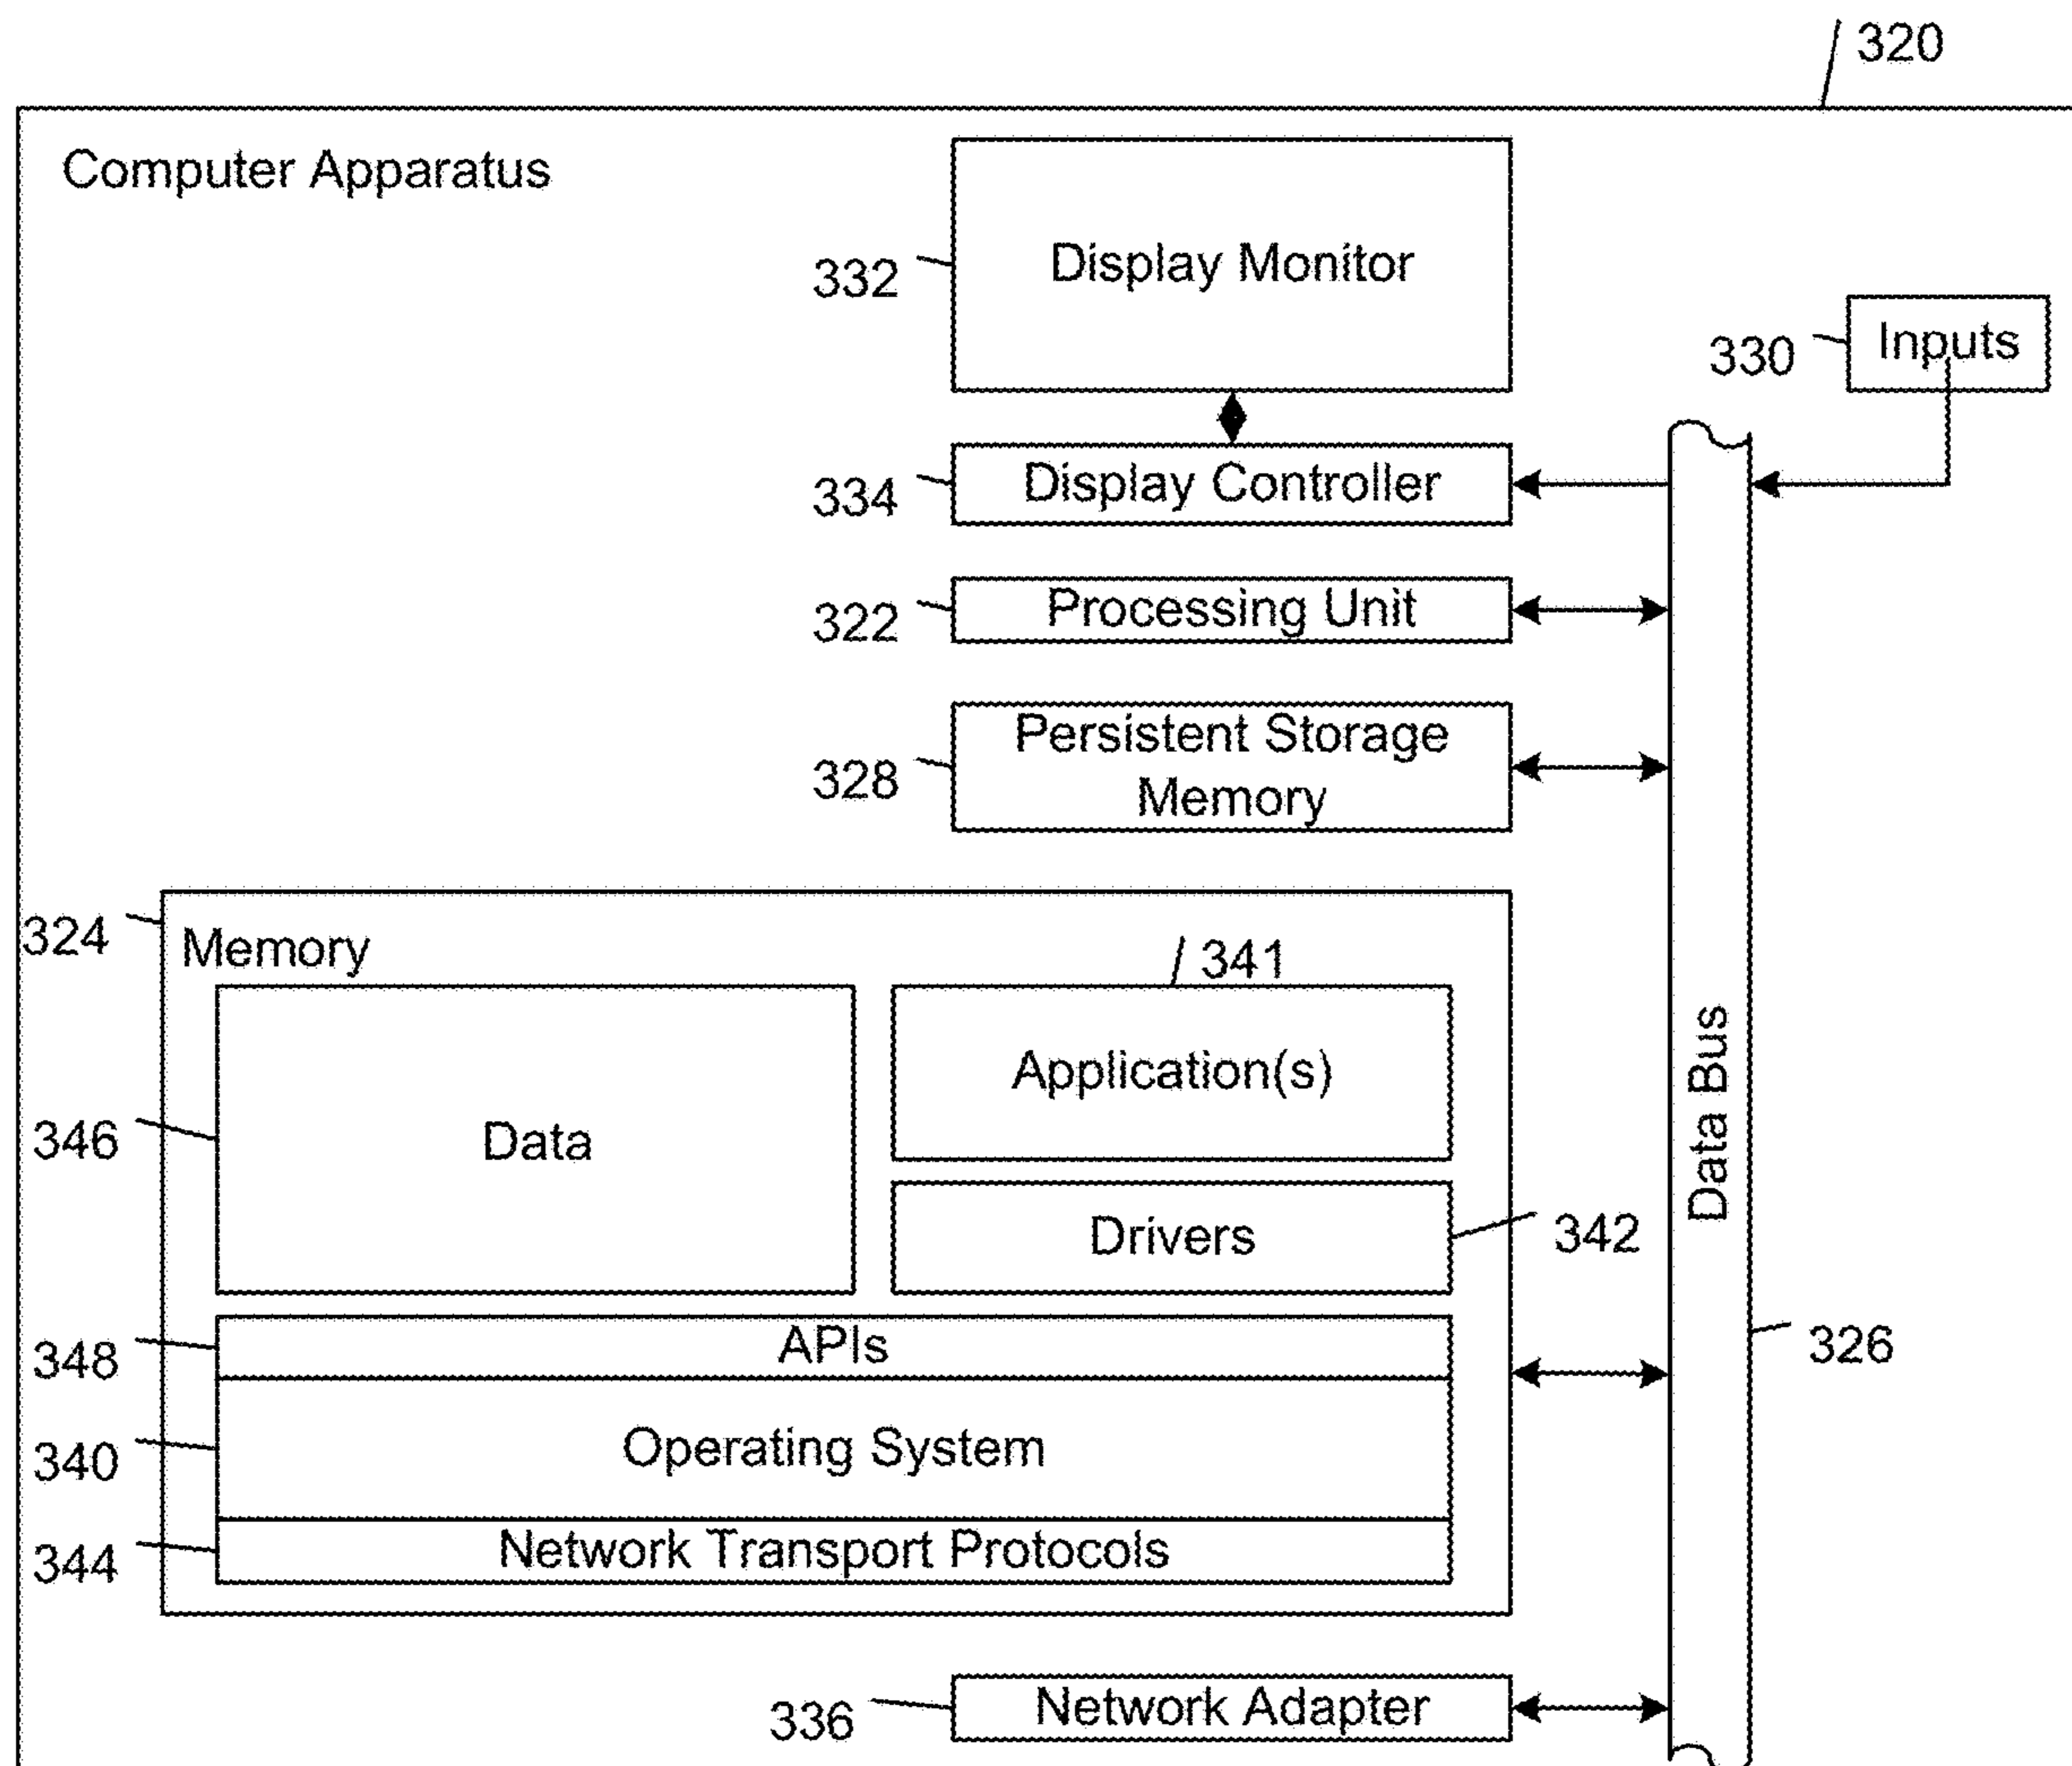 320
Computer Apparatus
332
Display Monitor
330
Inputs
334
Display Controller
322
Processing Unit
328
Persistent Storage
Memory
324
Memory
341
346
Data
Application(s)
Drivers
342
Data Bus
326
348
APIs
340
Operating System
344
Network Transport Protocols
336
Network Adapter